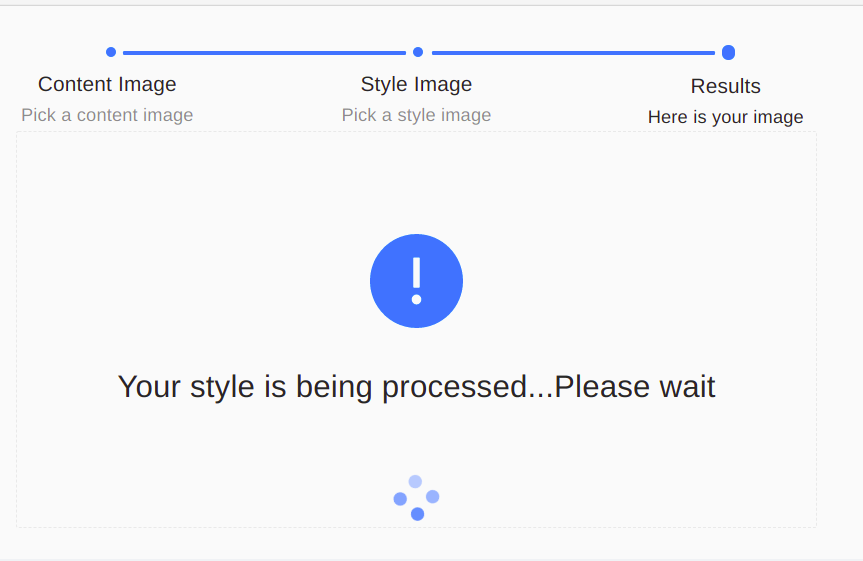 Content Image
Style Image
Results
Pick a content image
Pick a style image
Here is your image
Your style is being processed...Please wait